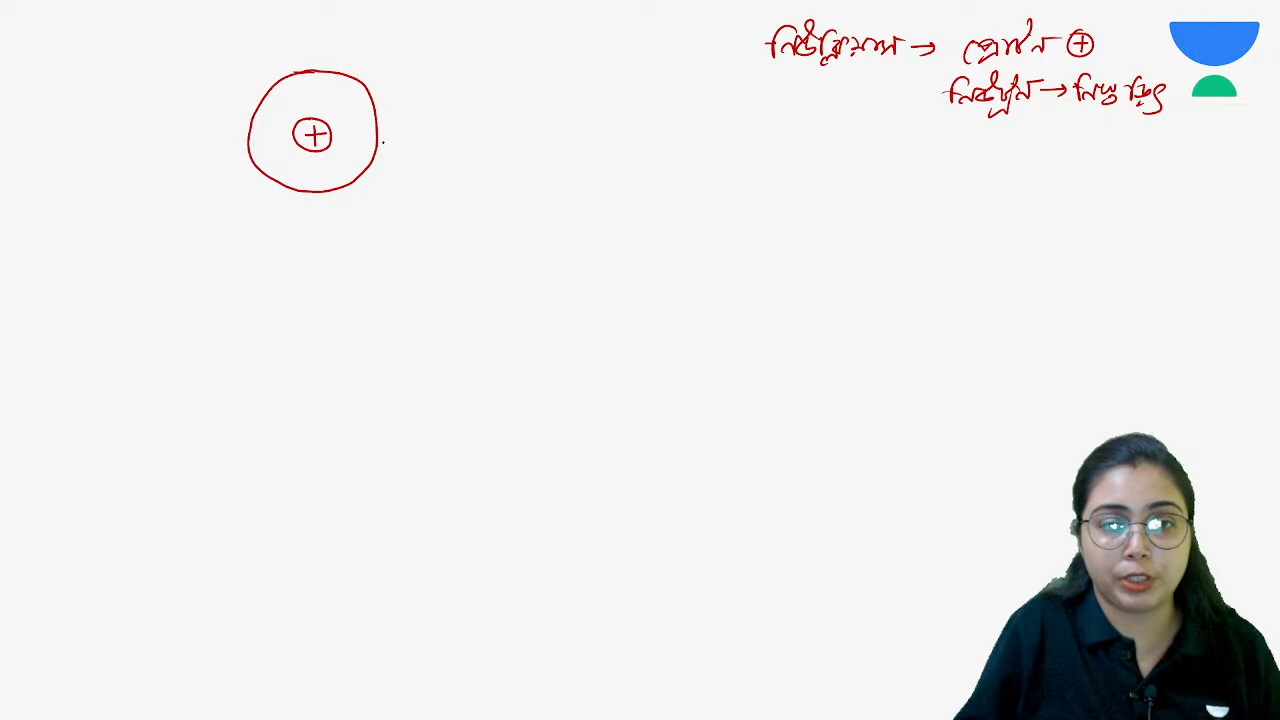 নিউক্লিয়াস → প্রোটন ⊕
নিউট্রন → নিস্তড়িৎ
+